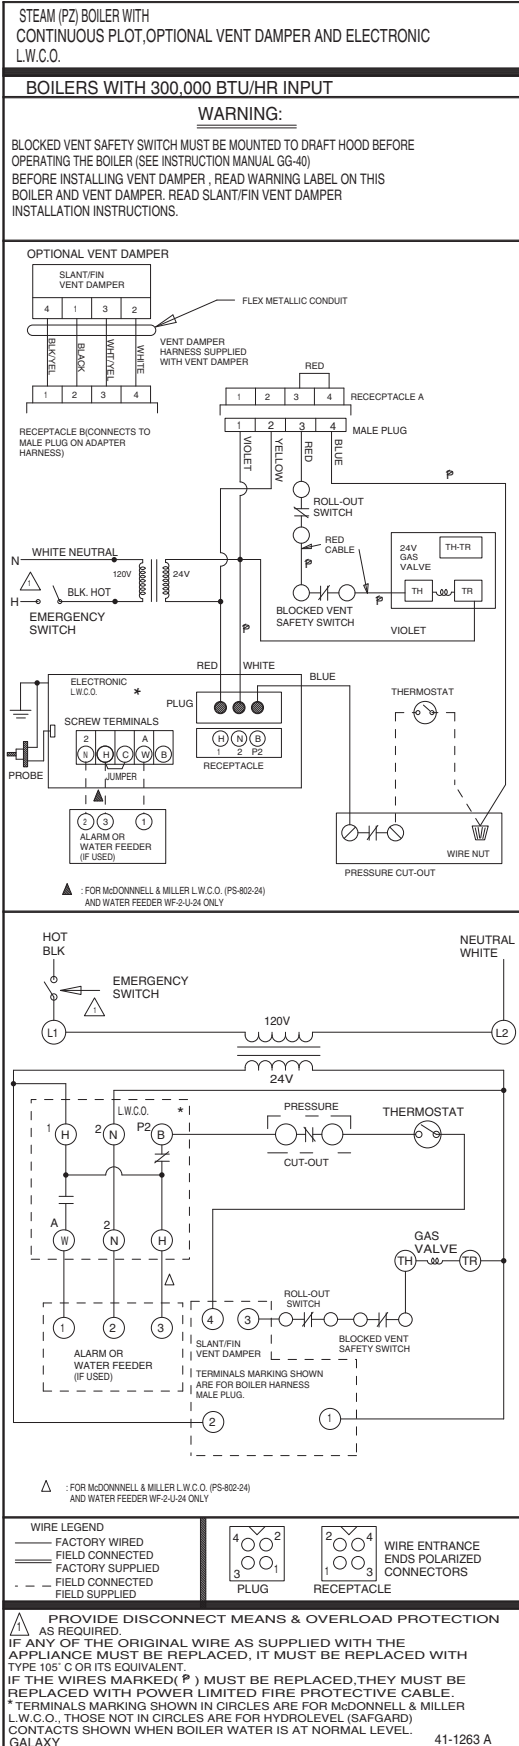 STEAM (PZ) BOILER WITH
CONTINUOUS PLOT,OPTIONAL VENT DAMPER AND ELECTRONIC
L.W.C.O.
BOILERS WITH 300,000 BTU/HR INPUT
WARNING:
BLOCKED VENT SAFETY SWITCH MUST BE MOUNTED TO DRAFT HOOD BEFORE
OPERATING THE BOILER (SEE INSTRUCTION MANUAL GG-40)
BEFORE INSTALLING VENT DAMPER , READ WARNING LABEL ON THIS
BOILER AND VENT DAMPER. READ SLANT/FIN VENT DAMPER
INSTALLATION INSTRUCTIONS.
OPTIONAL VENT DAMPER
SLANT/FIN
VENT DAMPER
4 1 3 2
FLEX METALLIC CONDUIT
BLK/YEL
BLACK
WHT/YEL
WHITE
VENT DAMPER
HARNESS SUPPLIED
WITH VENT DAMPER
1 2 3 4
RECEPTACLE B(CONNECTS TO
MALE PLUG ON ADAPTER
HARNESS)
RED
1 2 3 4
RECECPTACLE A
1 2 3 4
MALE PLUG
VIOLET
YELLOW
RED
BLUE
P
ROLL-OUT
SWITCH
RED
CABLE
P
24V
GAS
VALVE
TH-TR
TH
TR
N
WHITE NEUTRAL
120V
24V
1
H
BLK. HOT
EMERGENCY
SWITCH
P
BLOCKED VENT
SAFETY SWITCH
P
VIOLET
RED
WHITE
BLUE
ELECTRONIC
L.W.C.O.
*
PLUG
SCREW TERMINALS
2 A
N H C W B
JUMPER
H N B
1 2 P2
RECEPTACLE
PROBE
2 3 1
ALARM OR
WATER FEEDER
(IF USED)
THERMOSTAT
WIRE NUT
PRESSURE CUT-OUT
: FOR McDONNNELL & MILLER L.W.C.O. (PS-802-24)
AND WATER FEEDER WF-2-U-24 ONLY
HOT
BLK
NEUTRAL
WHITE
EMERGENCY
SWITCH
1
L1
120V
L2
24V
L.W.C.O.
*
1 H
2 N
P2 B
PRESSURE
CUT-OUT
THERMOSTAT
A
W
2
N
H
GAS
VALVE
TH
TR
ROLL-OUT
SWITCH
1 2 3
4 3
ALARM OR
WATER FEEDER
(IF USED)
SLANT/FIN
VENT DAMPER
BLOCKED VENT
SAFETY SWITCH
TERMINALS MARKING SHOWN
ARE FOR BOILER HARNESS
MALE PLUG.
2 1
: FOR McDONNNELL & MILLER L.W.C.O. (PS-802-24)
AND WATER FEEDER WF-2-U-24 ONLY
WIRE LEGEND
FACTORY WIRED
FIELD CONNECTED
FACTORY SUPPLIED
FIELD CONNECTED
FIELD SUPPLIED
4 2
3 1
PLUG
2 4
1 3
RECEPTACLE
WIRE ENTRANCE
ENDS POLARIZED
CONNECTORS
1 PROVIDE DISCONNECT MEANS & OVERLOAD PROTECTION
AS REQUIRED.
IF ANY OF THE ORIGINAL WIRE AS SUPPLIED WITH THE
APPLIANCE MUST BE REPLACED, IT MUST BE REPLACED WITH
TYPE 105° C OR ITS EQUIVALENT.
IF THE WIRES MARKED( P ) MUST BE REPLACED,THEY MUST BE
REPLACED WITH POWER LIMITED FIRE PROTECTIVE CABLE.
*TERMINALS MARKING SHOWN IN CIRCLES ARE FOR McDONNELL & MILLER
L.W.C.O., THOSE NOT IN CIRCLES ARE FOR HYDROLEVEL (SAFGARD)
CONTACTS SHOWN WHEN BOILER WATER IS AT NORMAL LEVEL.
GALAXY
41-1263 A